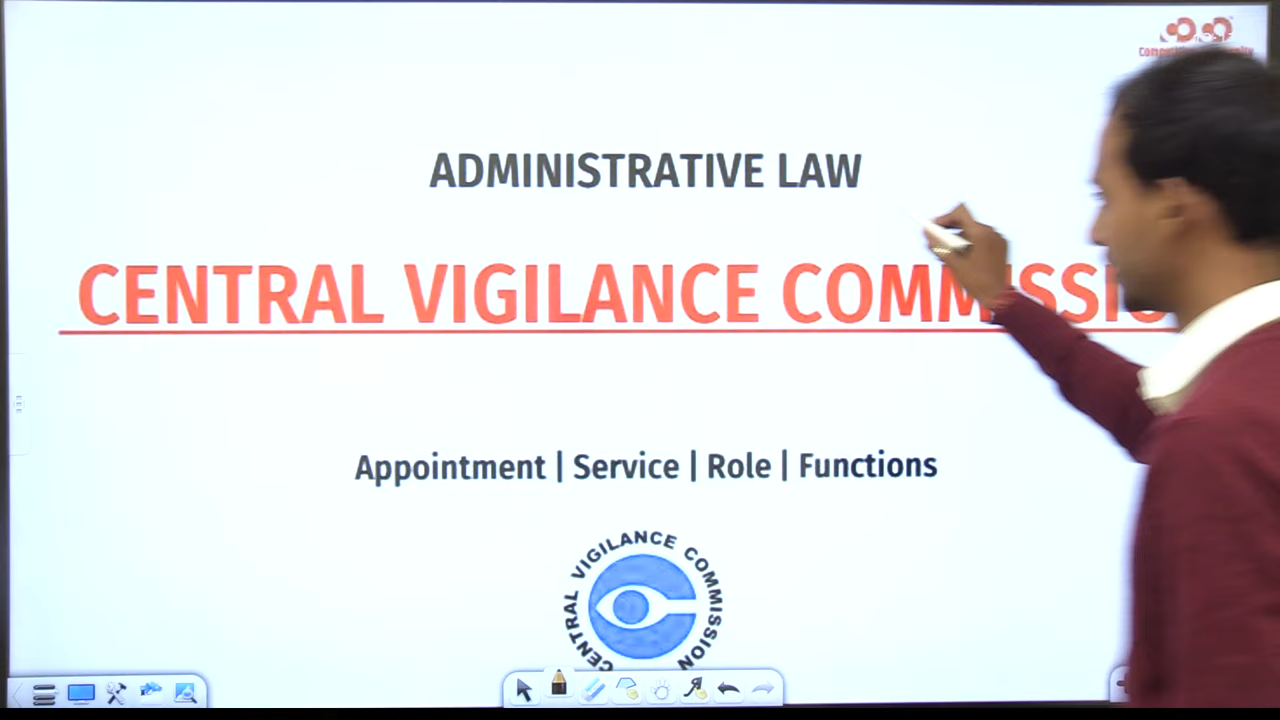 ADMINISTRATIVE LAW
CENTRAL VIGILANCE
Appointment | Service | Role | Functions
CENTRAL VIGILANCE COMMISSION